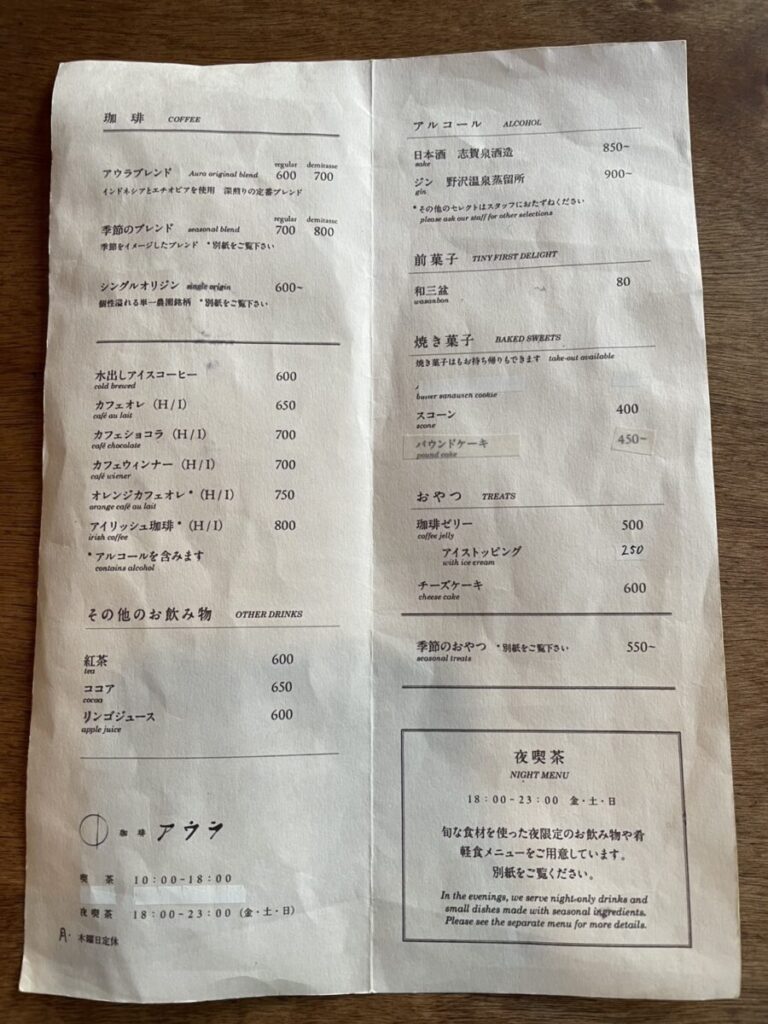 珈琲 COFFEE
regular demitasse
アウラブレンド Auro original blend 600 700
インドネシアとエチオピアを使用 深煎りの定番ブレンド
regular demitasse
季節のブレンド seasonal blend 700 800
季節をイメージしたブレンド *別紙をご覧下さい
シングルオリジン single origin 600~
個性溢れる単一農園銘柄 *別紙をご覧下さい
水出しアイスコーヒー 600
cold brewed
カフェオレ (H/I) 650
café au lait
カフェショコラ (H/I) 700
café chocolate
カフェウィンナー (H/I) 700
café wiener
オレンジカフェオレ* (H/I) 750
orange café au lait
アイリッシュ珈琲* (H/I) 800
irish coffee
*アルコールを含みます
contains alcohol
その他のお飲み物 OTHER DRINKS
紅茶 600
tea
ココア 650
cocoa
リンゴジュース 600
apple juice
珈琲 アウラ
喫茶 10:00-18:00
夜喫茶 18:00-23:00 (金・土・日)
月・木曜日定休
アルコール ALCOHOL
日本酒 志賀泉酒造 850~
sake
ジン 野沢温泉蒸留所 900~
gin
*その他のセレクトはスタッフにおたずねください
please ask our staff for other selections
前菓子 TINY FIRST DELIGHT
和三盆 80
wasanbon
焼き菓子 BAKED SWEETS
焼き菓子はお持ち帰りもできます take-out available
butter sandwich cookie
スコーン 400
scone
パウンドケーキ 450~
pound cake
おやつ TREATS
珈琲ゼリー 500
coffee jelly
アイストッピング 250
with ice cream
チーズケーキ 600
cheese cake
季節のおやつ *別紙をご覧下さい 550~
seasonal treats
夜喫茶
NIGHT MENU
18:00-23:00 金・土・日
旬な食材を使った夜限定のお飲み物や肴
軽食メニューをご用意しています。
別紙をご覧ください。
In the evenings, we serve night-only drinks and
small dishes made with seasonal ingredients.
Please see the separate menu for more details.